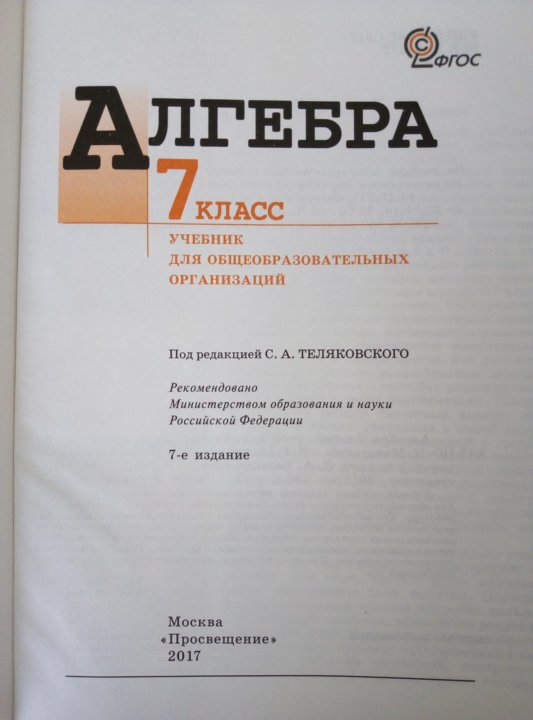 ФГОС
АЛГЕБРА
7 КЛАСС
УЧЕБНИК
ДЛЯ ОБЩЕОБРАЗОВАТЕЛЬНЫХ
ОРГАНИЗАЦИЙ
Под редакцией С. А. ТЕЛЯКОВСКОГО
Рекомендовано
Министерством образования и науки
Российской Федерации
7-е издание
Москва
«Просвещение»
2017